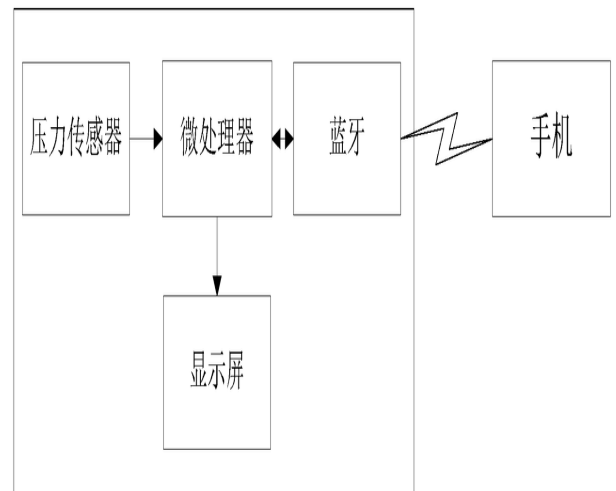 压力传感器
微处理器
蓝牙
手机
显示屏